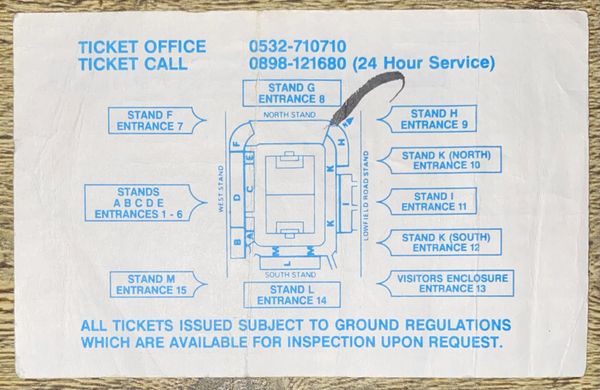 TICKET OFFICE 0532-710710
TICKET CALL 0898-121680 (24 Hour Service)
STAND G
ENTRANCE 8
STAND F
ENTRANCE 7
NORTH STAND
STAND H
ENTRANCE 9
F
E
H
K
STAND K (NORTH)
ENTRANCE 10
WEST STAND
LOWFIELD ROAD STAND
STANDS
A B C D E
ENTRANCES 1 - 6
D
C
I
STAND I
ENTRANCE 11
K
B
A
STAND K (SOUTH)
ENTRANCE 12
M
M
L
SOUTH STAND
STAND M
ENTRANCE 15
STAND L
ENTRANCE 14
VISITORS ENCLOSURE
ENTRANCE 13
ALL TICKETS ISSUED SUBJECT TO GROUND REGULATIONS
WHICH ARE AVAILABLE FOR INSPECTION UPON REQUEST.